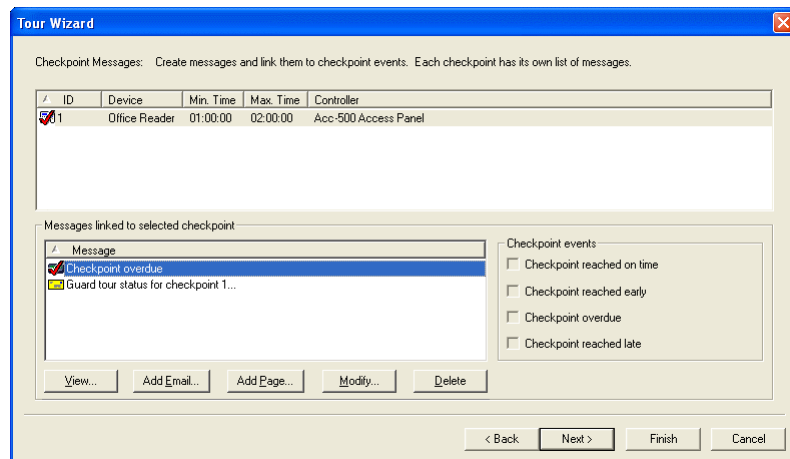 Tour Wizard
Checkpoint Messages: Create messages and link them to checkpoint events. Each checkpoint has its own list of messages.
ID Device Min. Time Max. Time Controller
1 Office Reader 01:00:00 02:00:00 Acc-500 Access Panel
Messages linked to selected checkpoint
Message
Checkpoint overdue
Guard tour status for checkpoint 1...
Checkpoint events
Checkpoint reached on time
Checkpoint reached early
Checkpoint overdue
Checkpoint reached late
View... Add Email... Add Page... Modify... Delete
< Back Next > Finish Cancel